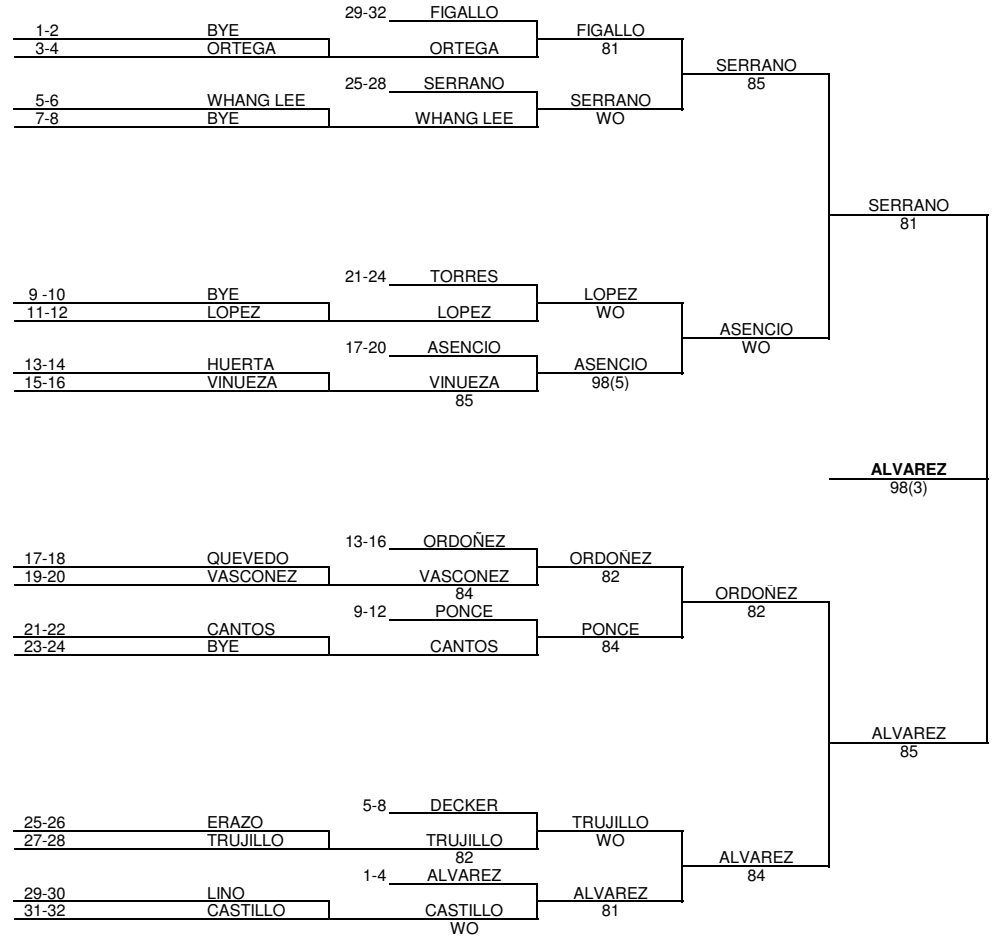 29-32 FIGALLO
1-2 BYE FIGALLO
3-4 ORTEGA ORTEGA 81
SERRANO
25-28 SERRANO 85
5-6 WHANG LEE SERRANO
7-8 BYE WHANG LEE WO
SERRANO
81
21-24 TORRES
9 -10 BYE LOPEZ
11-12 LOPEZ LOPEZ WO
ASENCIO
17-20 ASENCIO WO
13-14 HUERTA ASENCIO
15-16 VINUEZA VINUEZA 98(5)
85
ALVAREZ
98(3)
13-16 ORDOÑEZ
17-18 QUEVEDO ORDOÑEZ
19-20 VASCONEZ VASCONEZ 82
84 ORDOÑEZ
9-12 PONCE 82
21-22 CANTOS PONCE
23-24 BYE CANTOS 84
ALVAREZ
85
5-8 DECKER
25-26 ERAZO TRUJILLO
27-28 TRUJILLO TRUJILLO WO
82 ALVAREZ
1-4 ALVAREZ 84
29-30 LINO ALVAREZ
31-32 CASTILLO CASTILLO 81
WO